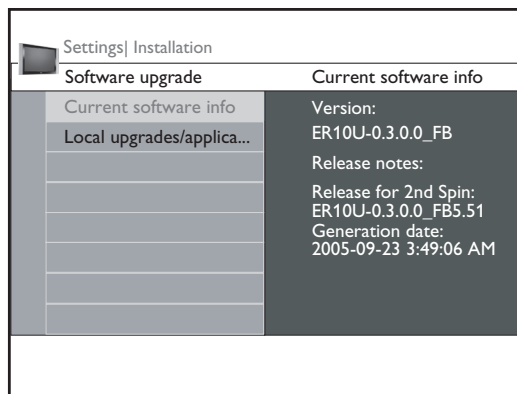 Settings| Installation
Software upgrade
Current software info
Current software info
Local upgrades/applica...
Version:
ER10U-0.3.0.0_FB
Release notes:
Release for 2nd Spin:
ER10U-0.3.0.0_FB5.51
Generation date:
2005-09-23 3:49:06 AM